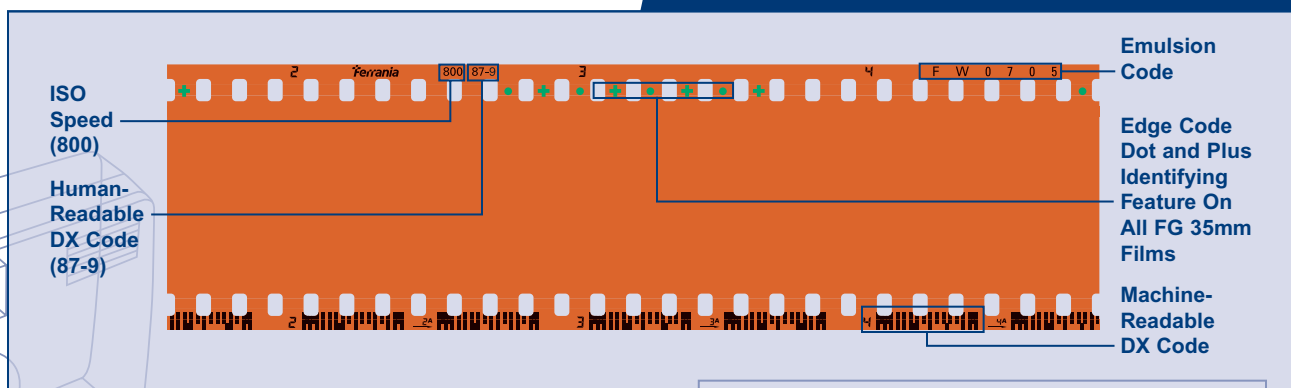 2 Ferrania 800 87-9 3 4 F W 0 7 0 5
ISO
Speed
(800)
Human-
Readable
DX Code
(87-9)
Emulsion
Code
Edge Code
Dot and Plus
Identifying
Feature On
All FG 35mm
Films
Machine-
Readable
DX Code
2 2A 3 3A 4 4A